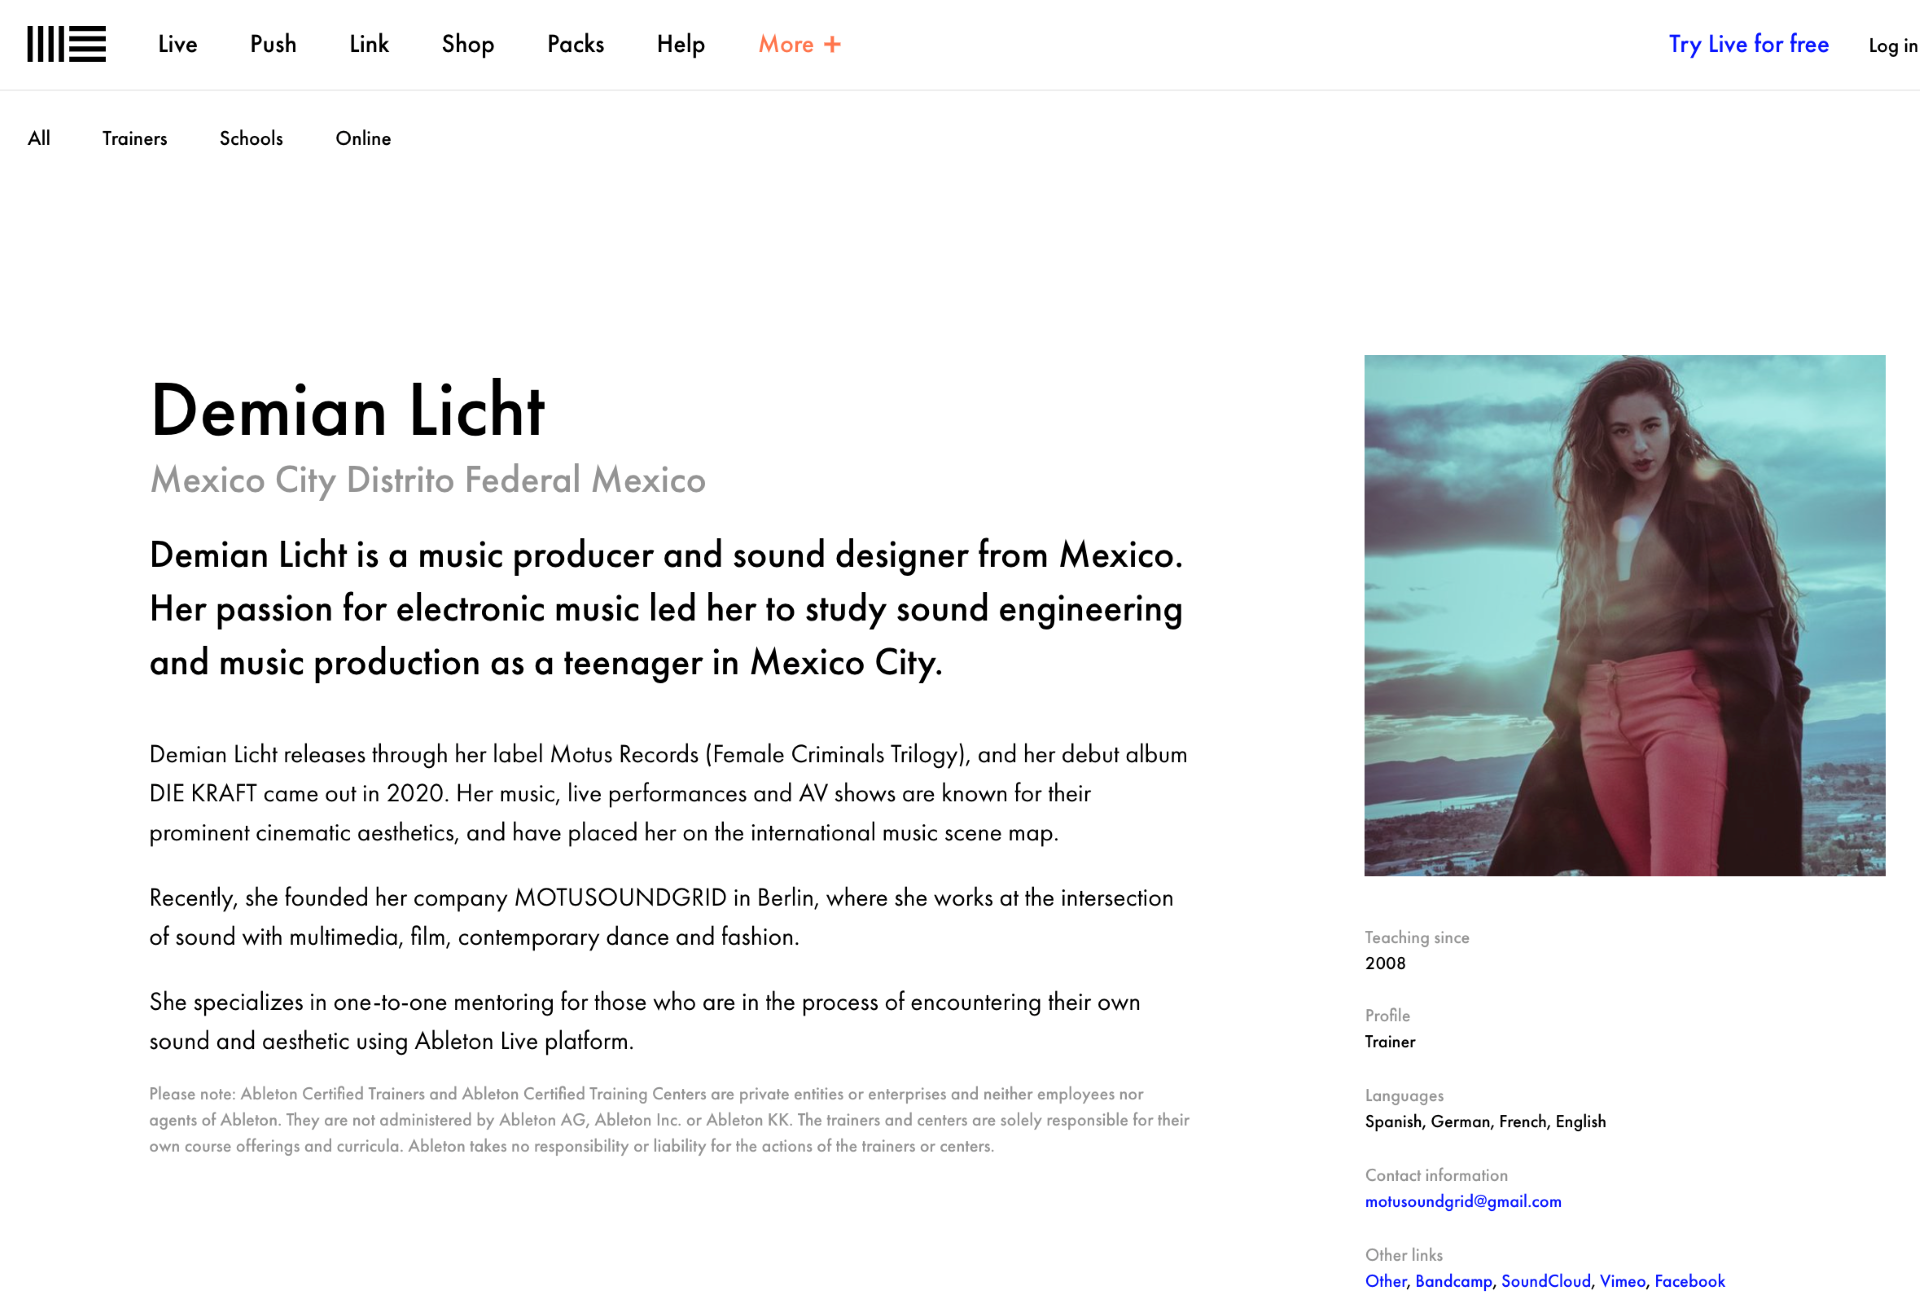 Live Push Link Shop Packs Help More + Try Live for free Log in
All Trainers Schools Online
Demian Licht
Mexico City Distrito Federal Mexico
Demian Licht is a music producer and sound designer from Mexico.
Her passion for electronic music led her to study sound engineering
and music production as a teenager in Mexico City.
Demian Licht releases through her label Motus Records (Female Criminals Trilogy), and her debut album
DIE KRAFT came out in 2020. Her music, live performances and AV shows are known for their
prominent cinematic aesthetics, and have placed her on the international music scene map.
Recently, she founded her company MOTUSOUNDGRID in Berlin, where she works at the intersection
of sound with multimedia, film, contemporary dance and fashion.
She specializes in one-to-one mentoring for those who are in the process of encountering their own
sound and aesthetic using Ableton Live platform.
Please note: Ableton Certified Trainers and Ableton Certified Training Centers are private entities or enterprises and neither employees nor
agents of Ableton. They are not administered by Ableton AG, Ableton Inc. or Ableton KK. The trainers and centers are solely responsible for their
own course offerings and curricula. Ableton takes no responsibility or liability for the actions of the trainers or centers.
Teaching since
2008
Profile
Trainer
Languages
Spanish, German, French, English
Contact information
motusoundgrid@gmail.com
Other links
Other, Bandcamp, SoundCloud, Vimeo, Facebook